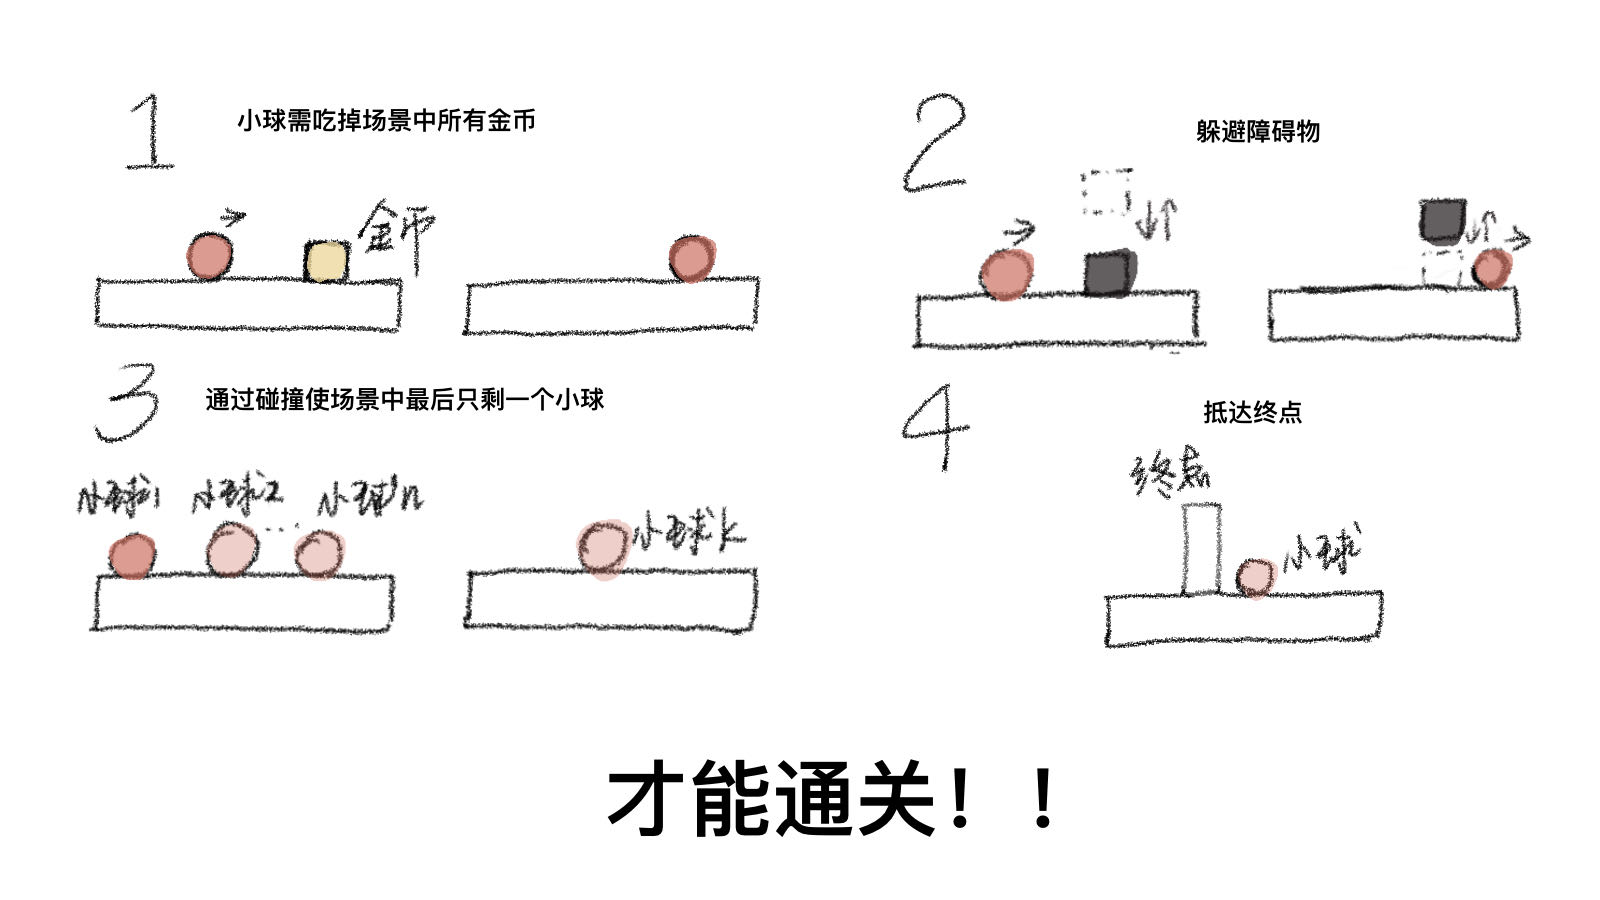 1
小球需吃掉场景中所有金币
金币
2
躲避障碍物
3
通过碰撞使场景中最后只剩一个小球
小球1
小球2
小球n
小球k
4
抵达终点
终点
小球
才能通关！！